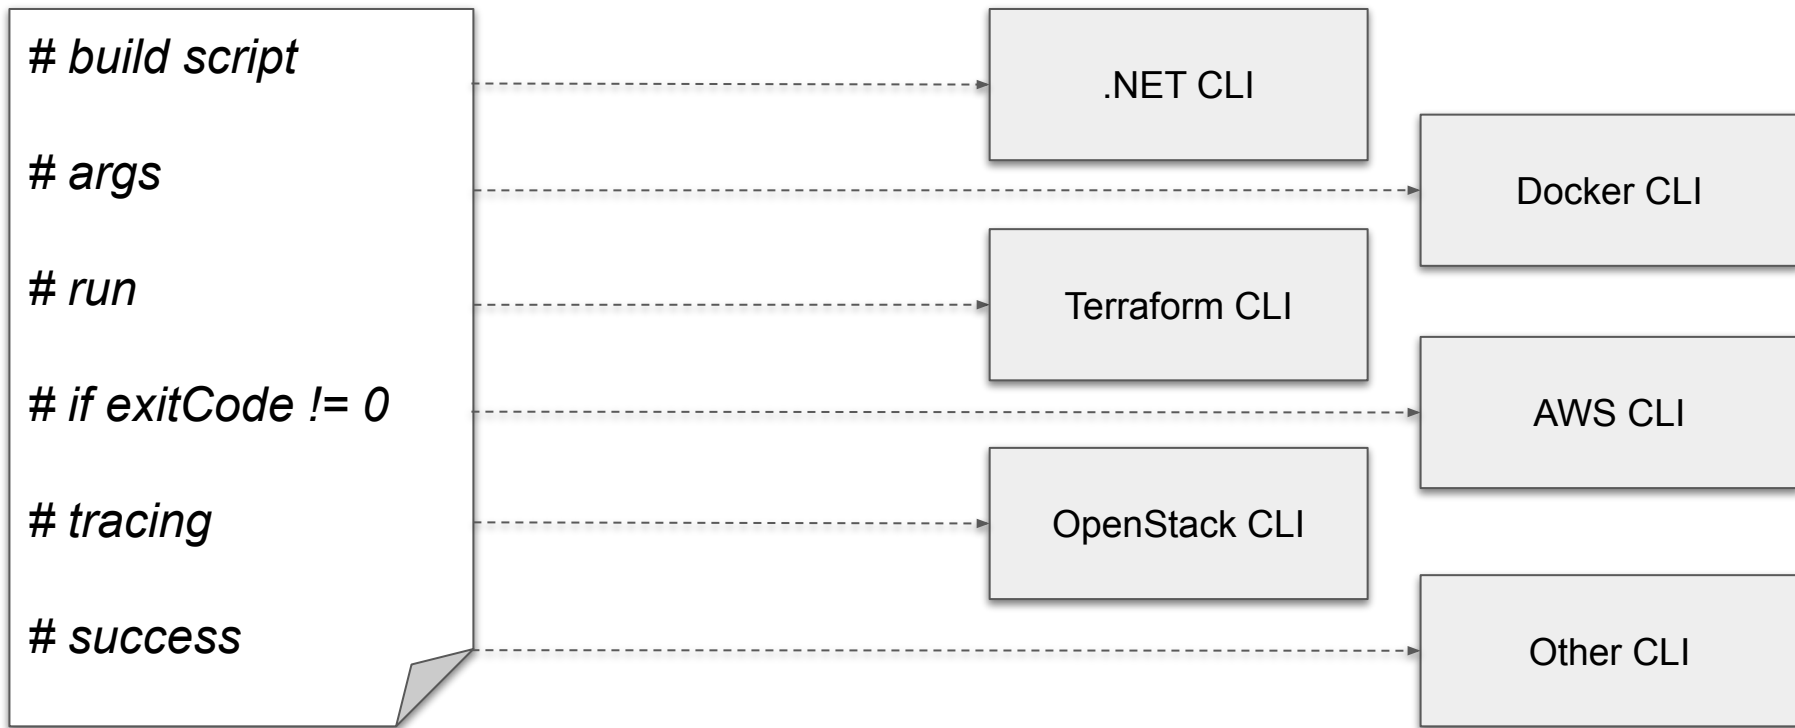 # build script
# args
# run
# if exitCode != 0
# tracing
# success
.NET CLI
Docker CLI
Terraform CLI
AWS CLI
OpenStack CLI
Other CLI